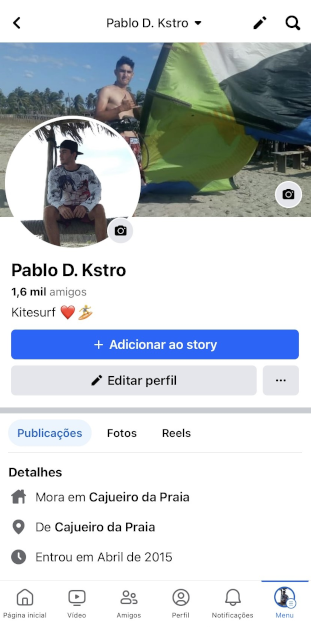 Pablo D. Kstro
Pablo D. Kstro
1,6 mil amigos
Kitesurf ❤️ 🏄
+ Adicionar ao story
Editar perfil
...
Publicações Fotos Reels
Detalhes
Mora em Cajueiro da Praia
De Cajueiro da Praia
Entrou em Abril de 2015
Página inicial Vídeo Amigos Perfil Notificações Menu